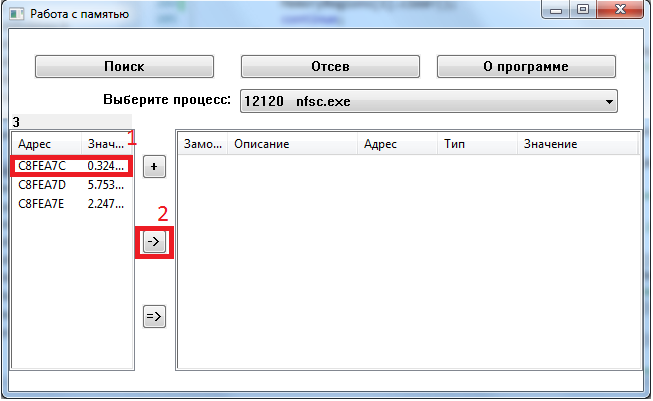 Работа с памятью
Поиск Отсев О программе
Выберите процесс: 12120 nfsc.exe
3
1
Адрес Знач... Замо... Описание Адрес Тип Значение
C8FEA7C 0.324... +
C8FEA7D 5.753...
C8FEA7E 2.247...
2
->
=>